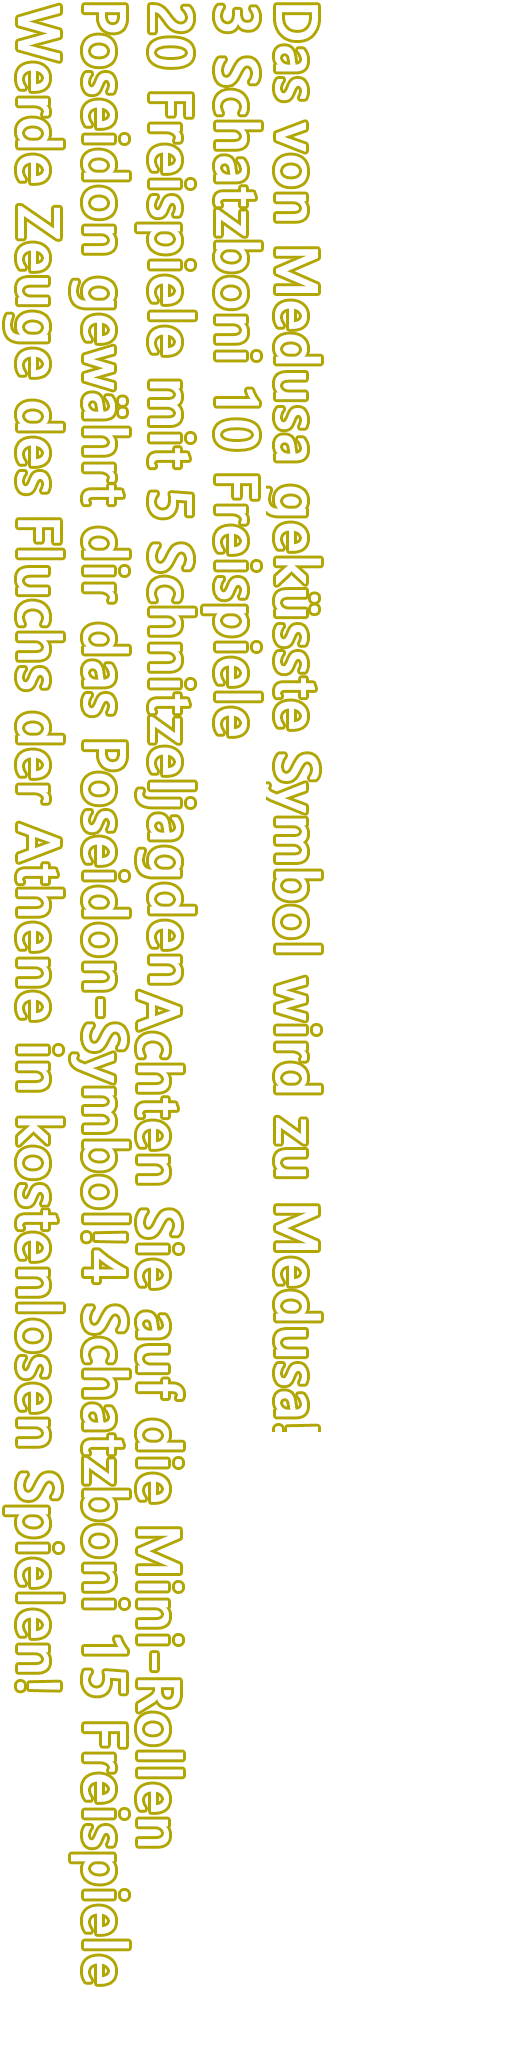 Das von Medusa geküsste Symbol wird zu Medusa!
3 Schatzboni 10 Freispiele
20 Freispiele mit 5 Schnitzeljagden
Achten Sie auf die Mini-Rollen
Poseidon gewährt dir das Poseidon-Symbol!
4 Schatzboni 15 Freispiele
Werde Zeuge des Fluchs der Athene in kostenlosen Spielen!